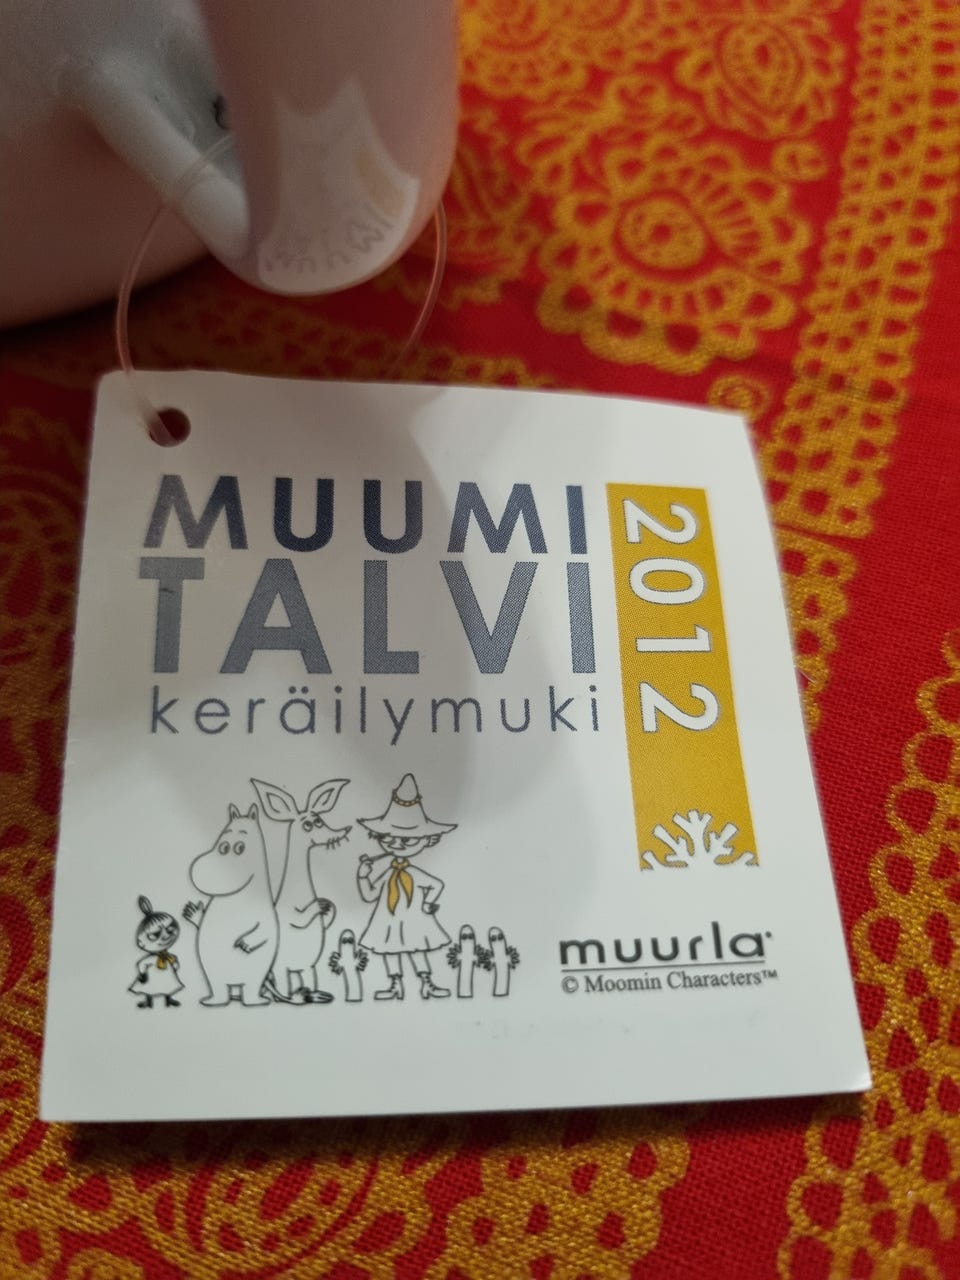 MUUMI
TALVI
keräilymuki
2012
muurla
© Moomin Characters™